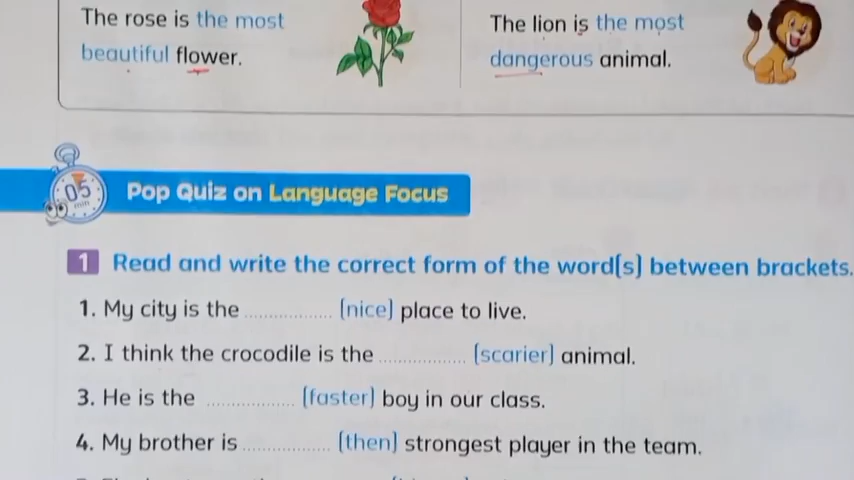 The rose is the most
beautiful flower.
The lion is the most
dangerous animal.
05
min
Pop Quiz on Language Focus
1 Read and write the correct form of the word(s) between brackets.
1. My city is the ................ (nice) place to live.
2. I think the crocodile is the ................ (scarier) animal.
3. He is the ................ (faster) boy in our class.
4. My brother is ................ (then) strongest player in the team.